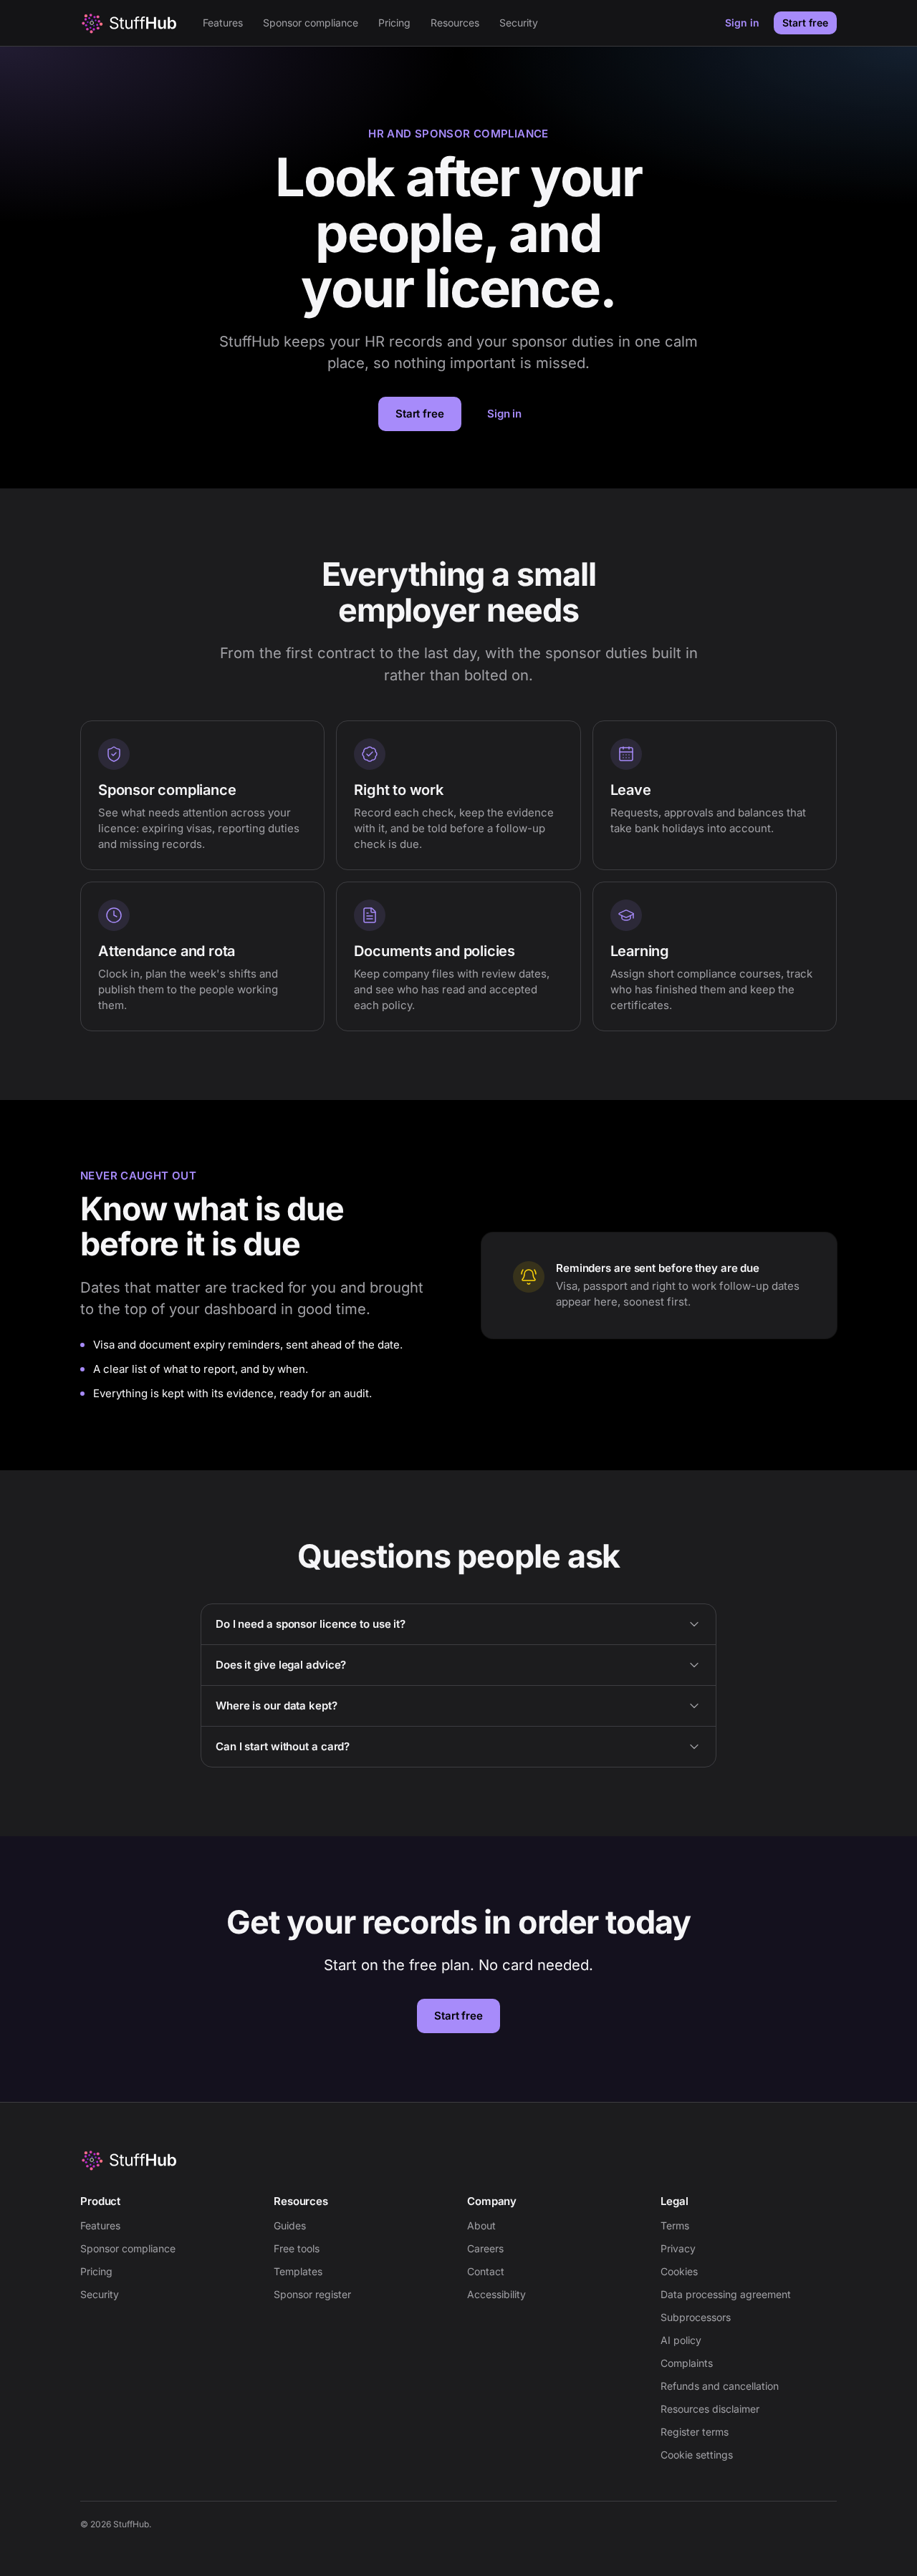 StuffHub
Features
Sponsor compliance
Pricing
Resources
Security
Sign in
Start free
HR AND SPONSOR COMPLIANCE
Look after your
people, and
your licence.
StuffHub keeps your HR records and your sponsor duties in one calm
place, so nothing important is missed.
Start free
Sign in
Everything a small
employer needs
From the first contract to the last day, with the sponsor duties built in
rather than bolted on.
Sponsor compliance
See what needs attention across your
licence: expiring visas, reporting duties
and missing records.
Right to work
Record each check, keep the evidence
with it, and be told before a follow-up
check is due.
Leave
Requests, approvals and balances that
take bank holidays into account.
Attendance and rota
Clock in, plan the week's shifts and
publish them to the people working
them.
Documents and policies
Keep company files with review dates,
and see who has read and accepted
each policy.
Learning
Assign short compliance courses, track
who has finished them and keep the
certificates.
NEVER CAUGHT OUT
Know what is due
before it is due
Dates that matter are tracked for you and brought
to the top of your dashboard in good time.
Visa and document expiry reminders, sent ahead of the date.
A clear list of what to report, and by when.
Everything is kept with its evidence, ready for an audit.
Reminders are sent before they are due
Visa, passport and right to work follow-up dates
appear here, soonest first.
Questions people ask
Do I need a sponsor licence to use it?
Does it give legal advice?
Where is our data kept?
Can I start without a card?
Get your records in order today
Start on the free plan. No card needed.
Start free
StuffHub
Product
Features
Sponsor compliance
Pricing
Security
Resources
Guides
Free tools
Templates
Sponsor register
Company
About
Careers
Contact
Accessibility
Legal
Terms
Privacy
Cookies
Data processing agreement
Subprocessors
AI policy
Complaints
Refunds and cancellation
Resources disclaimer
Register terms
Cookie settings
© 2026 StuffHub.